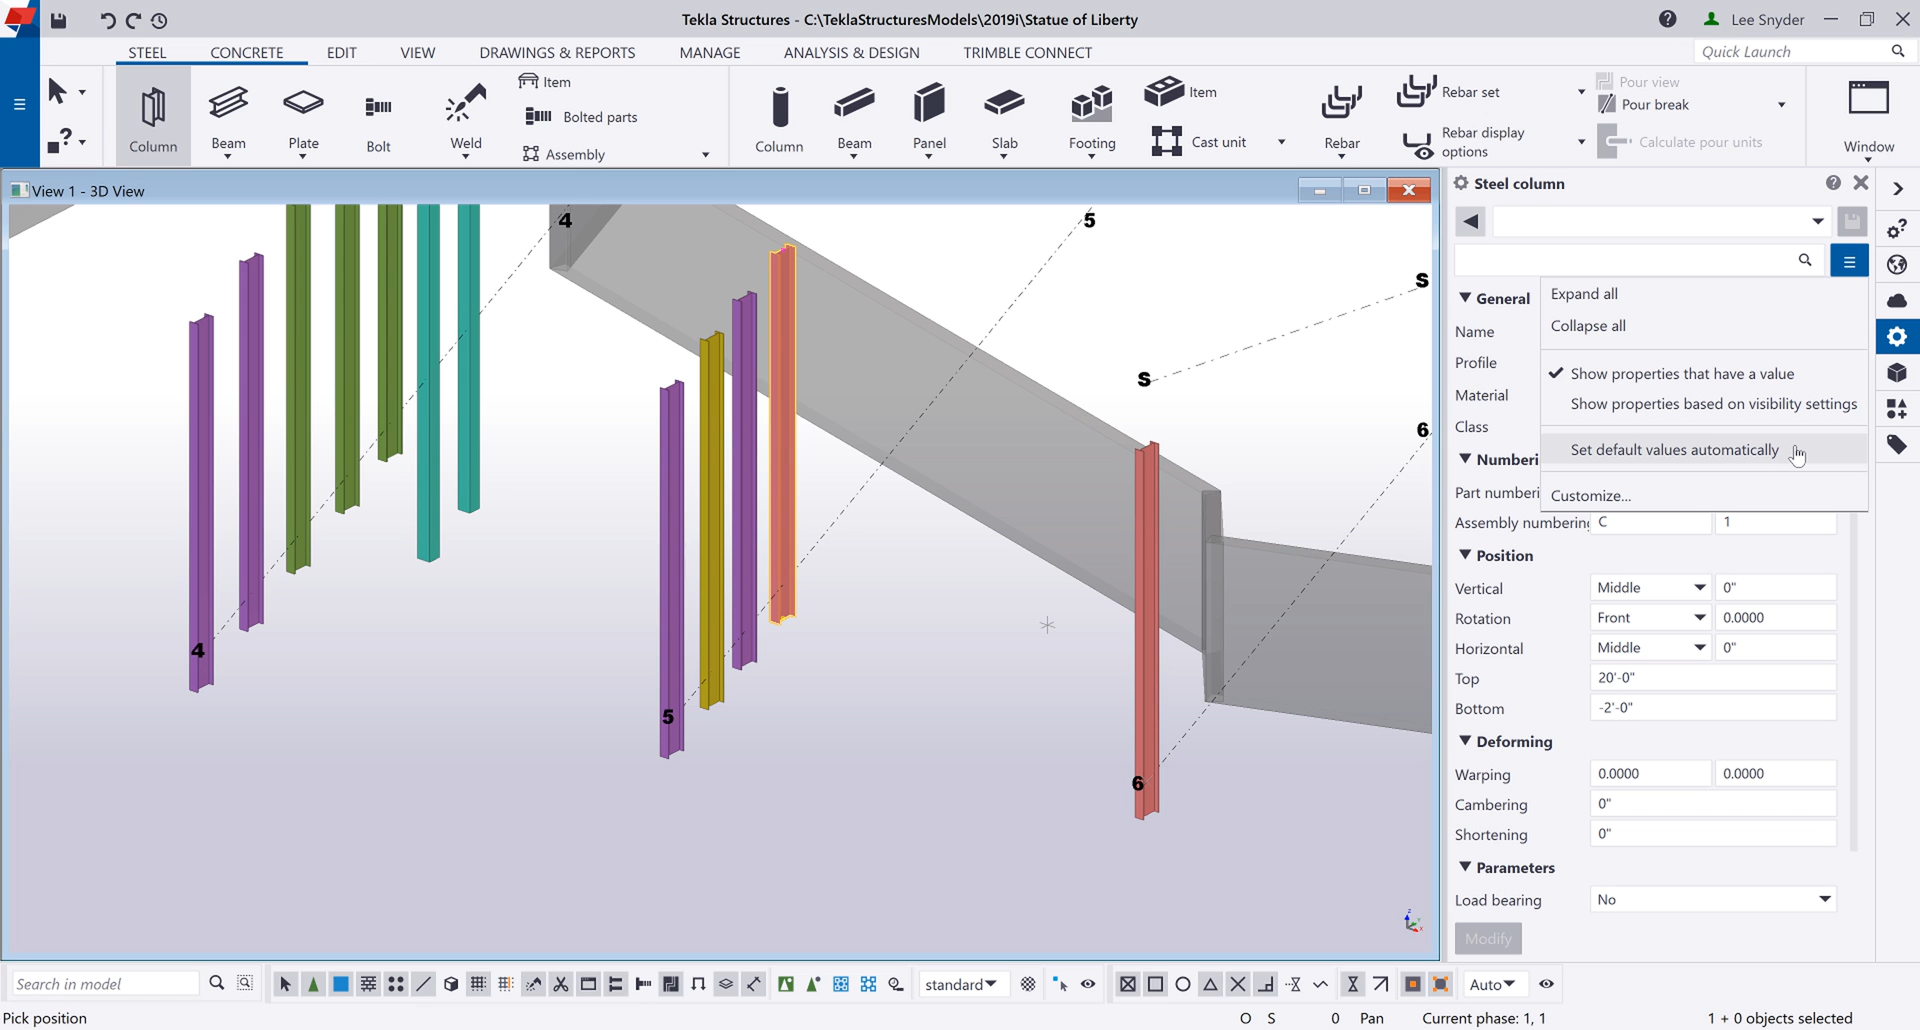 Tekla Structures - C:\TeklaStructuresModels\2019i\Statue of Liberty
Lee Snyder
STEEL CONCRETE EDIT VIEW DRAWINGS & REPORTS MANAGE ANALYSIS & DESIGN TRIMBLE CONNECT
Quick Launch
Column
Beam
Plate
Bolt
Weld
Item
Bolted parts
Assembly
Column
Beam
Panel
Slab
Footing
Item
Cast unit
Rebar
Rebar set
Rebar display
options
Pour view
Pour break
Calculate pour units
Window
View 1 - 3D View
4
5
S
S
6
4
5
6
Steel column
Expand all
Collapse all
Show properties that have a value
Show properties based on visibility settings
Set default values automatically
Customize...
General
Name
Profile
Material
Class
Numberi
Part numberi
Assembly numbering C 1
Position
Vertical Middle 0"
Rotation Front 0.0000
Horizontal Middle 0"
Top 20'-0"
Bottom -2'-0"
Deforming
Warping 0.0000 0.0000
Cambering 0"
Shortening 0"
Parameters
Load bearing No
Modify
Search in model
standard
Auto
Pick position
O S 0 Pan Current phase: 1, 1 1 + 0 objects selected